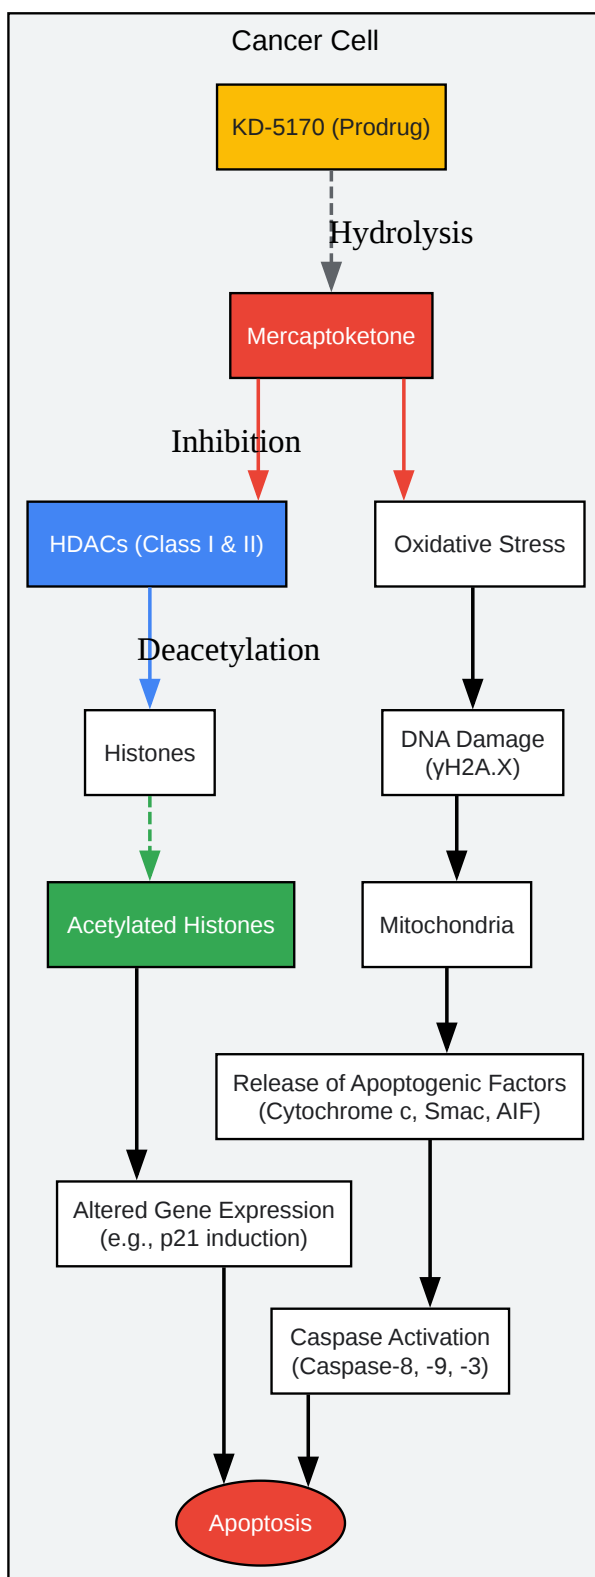 Cancer Cell
KD-5170 (Prodrug)
Hydrolysis
Mercaptoketone
Inhibition
HDACs (Class I & II)
Oxidative Stress
Deacetylation
Histones
DNA Damage
(γH2A.X)
Acetylated Histones
Mitochondria
Release of Apoptogenic Factors
(Cytochrome c, Smac, AIF)
Altered Gene Expression
(e.g., p21 induction)
Caspase Activation
(Caspase-8, -9, -3)
Apoptosis